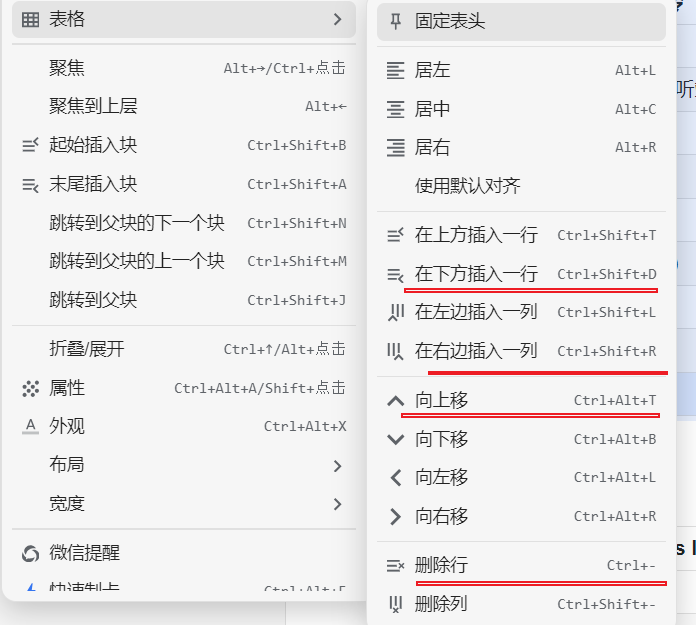 表格
聚焦 Alt+→/Ctrl+点击
聚焦到上层 Alt+←
起始插入块 Ctrl+Shift+B
末尾插入块 Ctrl+Shift+A
跳转到父块的下一个块 Ctrl+Shift+N
跳转到父块的上一个块 Ctrl+Shift+M
跳转到父块 Ctrl+Shift+J
折叠/展开 Ctrl+↑/Alt+点击
属性 Ctrl+Alt+A/Shift+点击
外观 Ctrl+Alt+X
布局
宽度
微信提醒
快速制卡 Ctrl+Alt+F
固定表头
居左 Alt+L
居中 Alt+C
居右 Alt+R
使用默认对齐
在上方插入一行 Ctrl+Shift+T
在下方插入一行 Ctrl+Shift+D
在左边插入一列 Ctrl+Shift+L
在右边插入一列 Ctrl+Shift+R
向上移 Ctrl+Alt+T
向下移 Ctrl+Alt+B
向左移 Ctrl+Alt+L
向右移 Ctrl+Alt+R
删除行 Ctrl+-
删除列 Ctrl+Shift+-
听